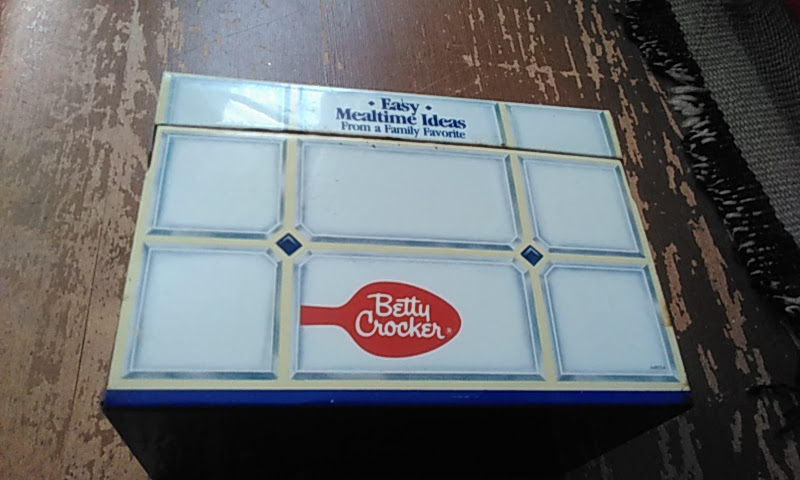 • Easy •
Mealtime Ideas
From a Family Favorite
Betty
Crocker®